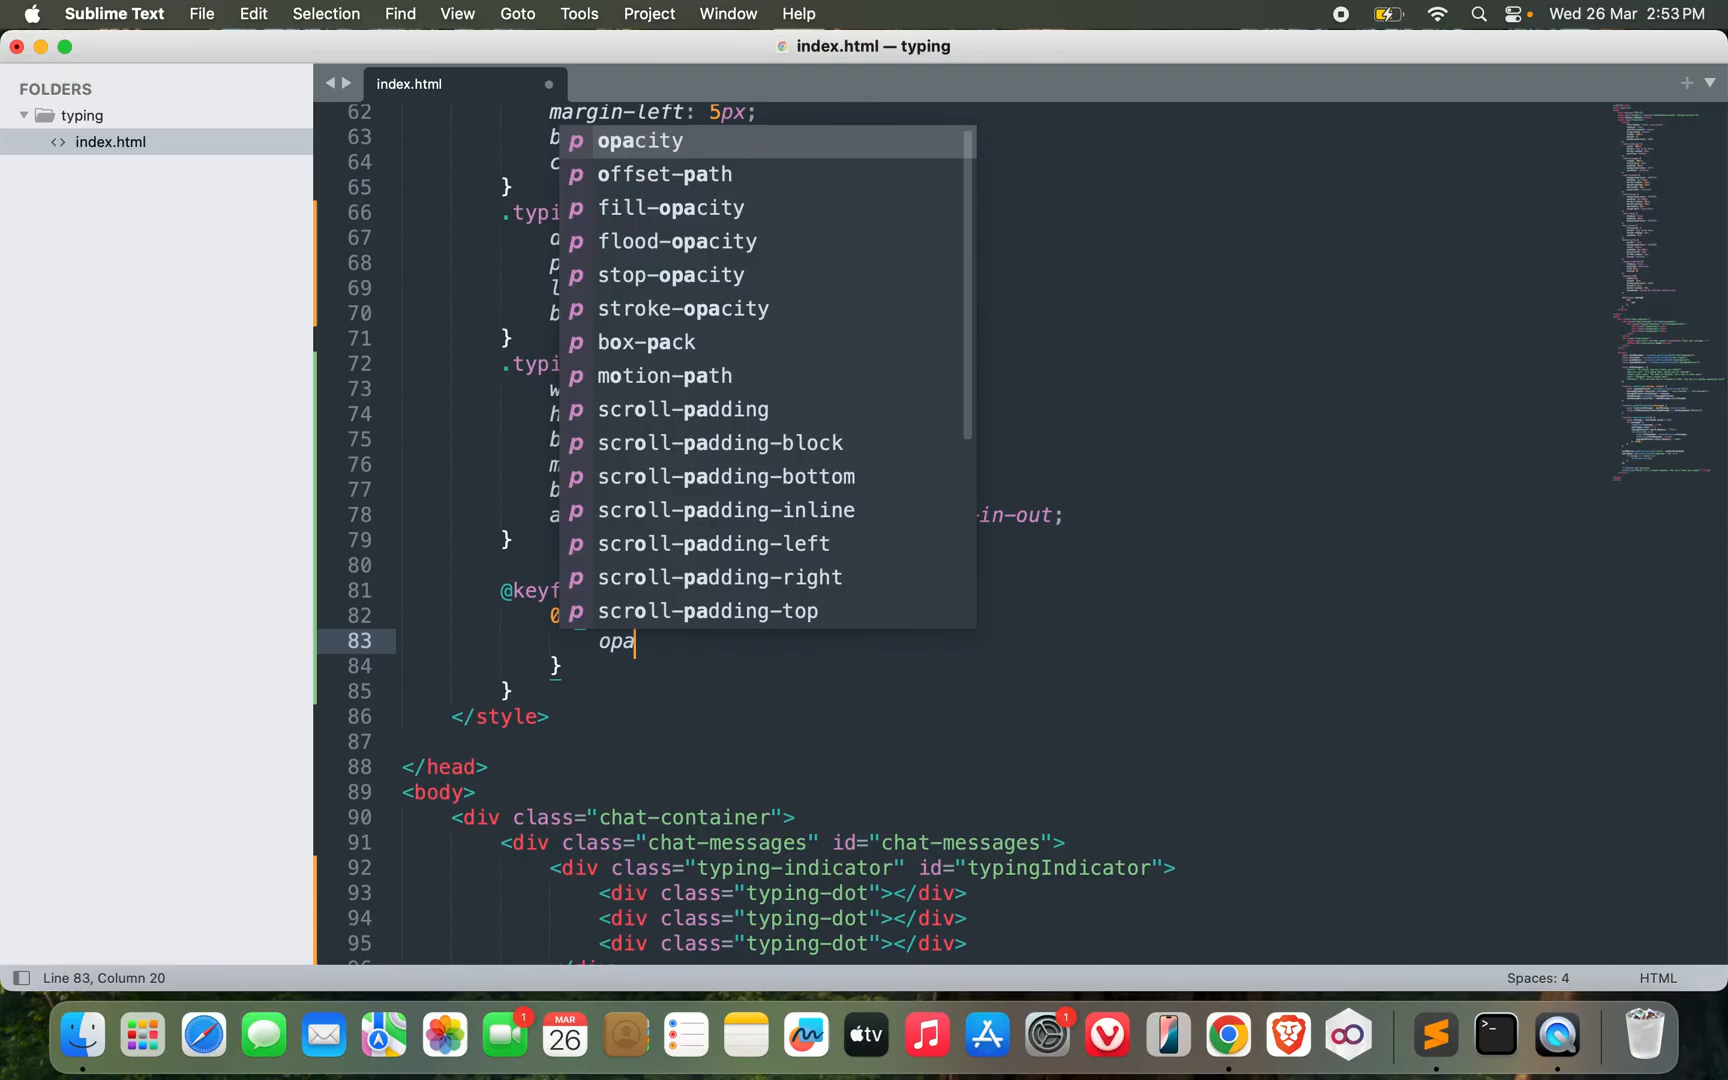 Sublime Text File Edit Selection Find View Goto Tools Project Window Help Wed 26 Mar 2:53 PM
index.html — typing
FOLDERS
typing
<> index.html
index.html
62 margin-left: 5px;
63 b
64 c
65 }
66 .typi
67 o
68 p
69 l
70 b
71 }
72 .typi
73 w
74 h
75 b
76 m
77 b
78 a in-out;
79 }
80
81 @keyf
82 0
83 opa
84 }
85 }
86 </style>
87
88 </head>
89 <body>
90 <div class="chat-container">
91 <div class="chat-messages" id="chat-messages">
92 <div class="typing-indicator" id="typingIndicator">
93 <div class="typing-dot"></div>
94 <div class="typing-dot"></div>
95 <div class="typing-dot"></div>
p opacity
p offset-path
p fill-opacity
p flood-opacity
p stop-opacity
p stroke-opacity
p box-pack
p motion-path
p scroll-padding
p scroll-padding-block
p scroll-padding-bottom
p scroll-padding-inline
p scroll-padding-left
p scroll-padding-right
p scroll-padding-top
Line 83, Column 20 Spaces: 4 HTML
1
MAR
26
tv
1